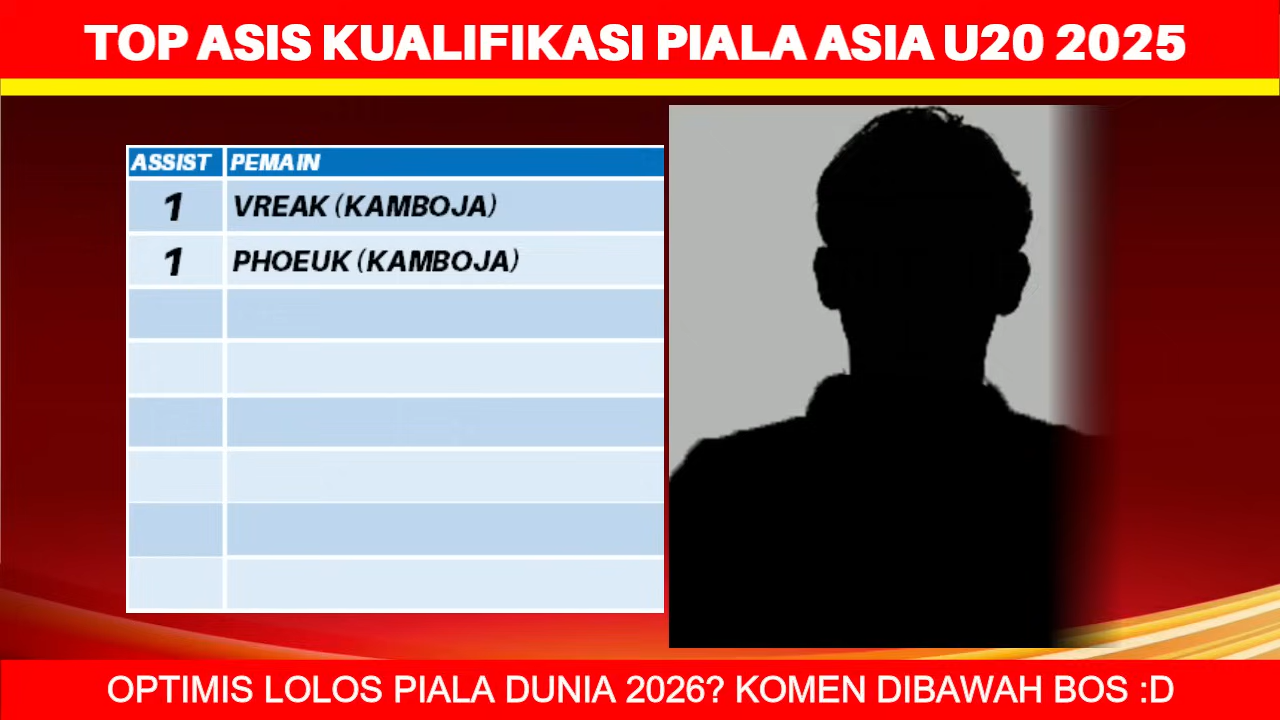 TOP ASIS KUALIFIKASI PIALA ASIA U20 2025
ASSIST PEMAIN
1 VREAK (KAMBOJA)
1 PHOEUK (KAMBOJA)
OPTIMIS LOLOS PIALA DUNIA 2026? KOMEN DIBAWAH BOS :D